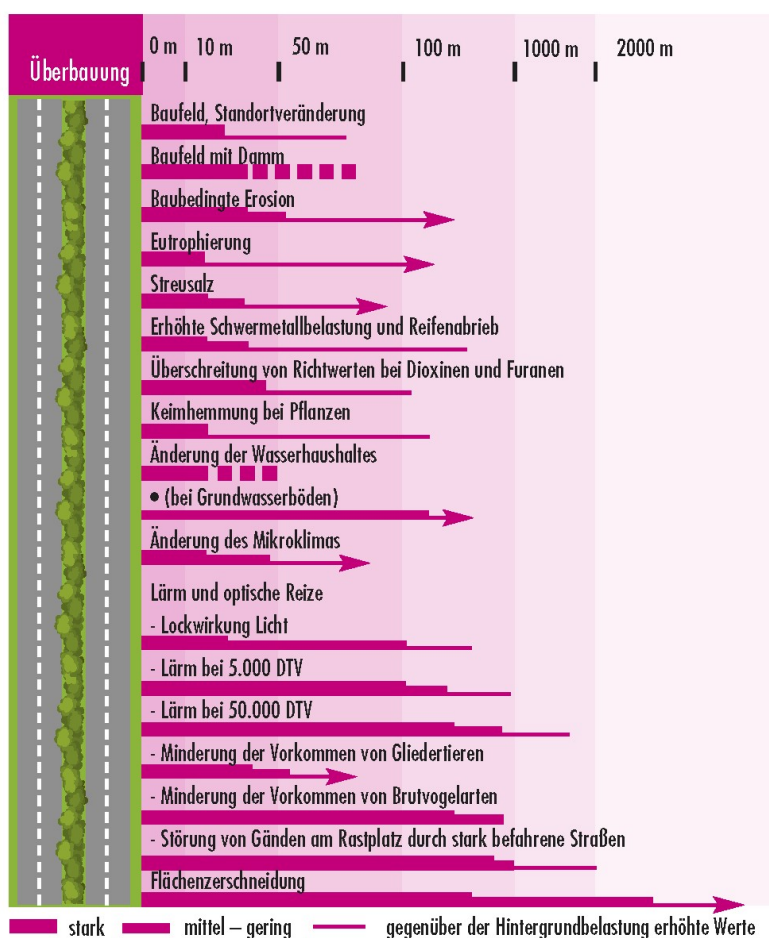 Überbauung
0 m 10 m 50 m 100 m 1000 m 2000 m
Baufeld, Standortveränderung
Baufeld mit Damm
Baubedingte Erosion
Eutrophierung
Streusalz
Erhöhte Schwermetallbelastung und Reifenabrieb
Überschreitung von Richtwerten bei Dioxinen und Furanen
Keimhemmung bei Pflanzen
Änderung der Wasserhaushaltes
• (bei Grundwasserböden)
Änderung des Mikroklimas
Lärm und optische Reize
- Lockwirkung Licht
- Lärm bei 5.000 DTV
- Lärm bei 50.000 DTV
- Minderung der Vorkommen von Gliedertieren
- Minderung der Vorkommen von Brutvogelarten
- Störung von Gänden am Rastplatz durch stark befahrene Straßen
Flächenzerschneidung
stark mittel – gering gegenüber der Hintergrundbelastung erhöhte Werte